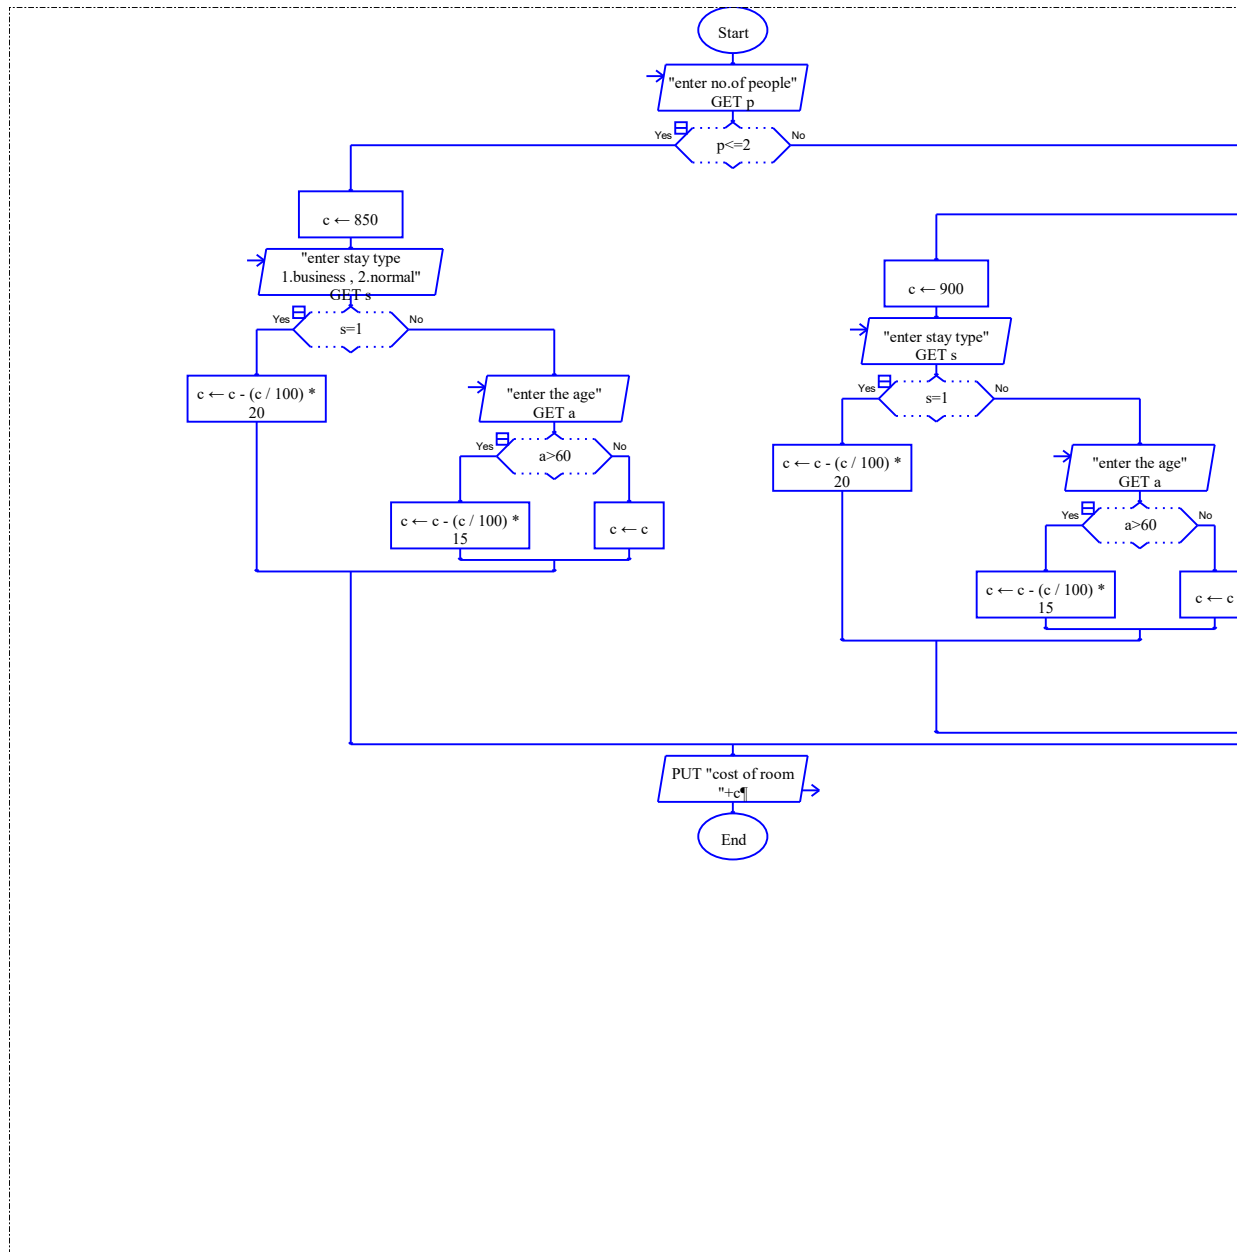 Start
"enter no.of people"
GET p
Yes
No
p<=2
c ← 850
"enter stay type
1.business , 2.normal"
GET s
Yes
No
s=1
c ← c - (c / 100) *
20
"enter the age"
GET a
Yes
No
a>60
c ← c - (c / 100) *
15
c ← c
c ← 900
"enter stay type"
GET s
Yes
No
s=1
c ← c - (c / 100) *
20
"enter the age"
GET a
Yes
No
a>60
c ← c - (c / 100) *
15
c ← c
PUT "cost of room
"+c¶
End